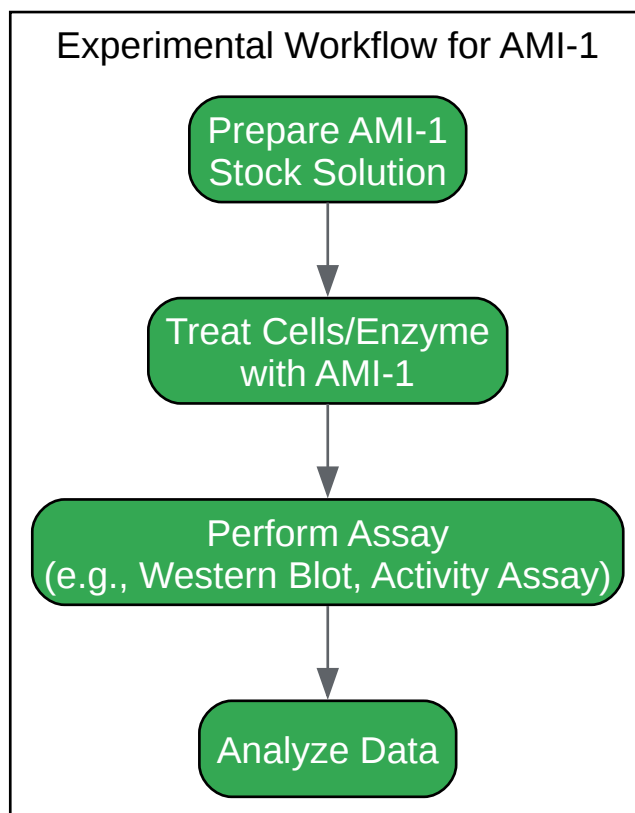 Experimental Workflow for AMI-1
Prepare AMI-1
Stock Solution
Treat Cells/Enzyme
with AMI-1
Perform Assay
(e.g., Western Blot, Activity Assay)
Analyze Data